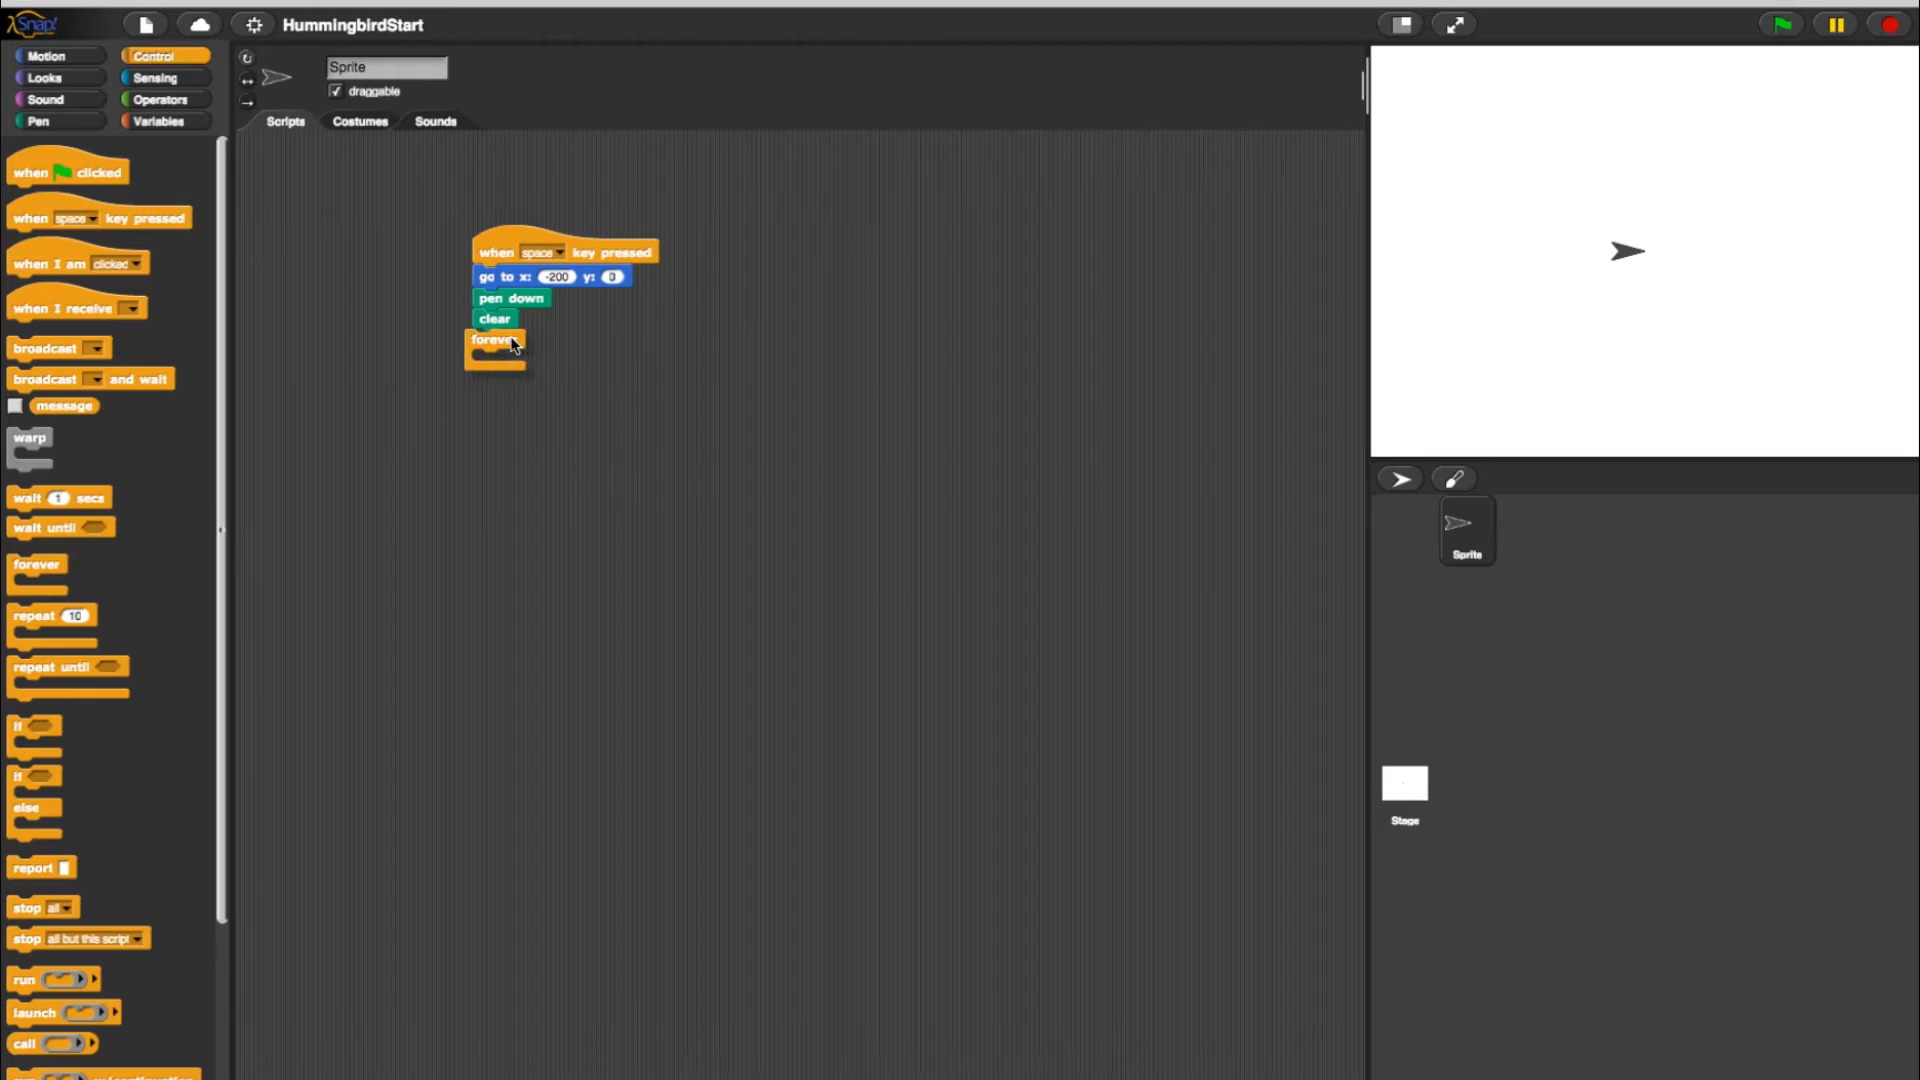 Snap!
HummingbirdStart
Motion
Control
Looks
Sensing
Sound
Operators
Pen
Variables
Sprite
draggable
Scripts
Costumes
Sounds
when clicked
when space key pressed
when I am clicked
when I receive
broadcast
broadcast and wait
message
warp
wait 1 secs
wait until
forever
repeat 10
repeat until
if
if
else
report
stop all
stop all but this script
run
launch
call
when space key pressed
go to x: -200 y: 0
pen down
clear
forever
Sprite
Stage